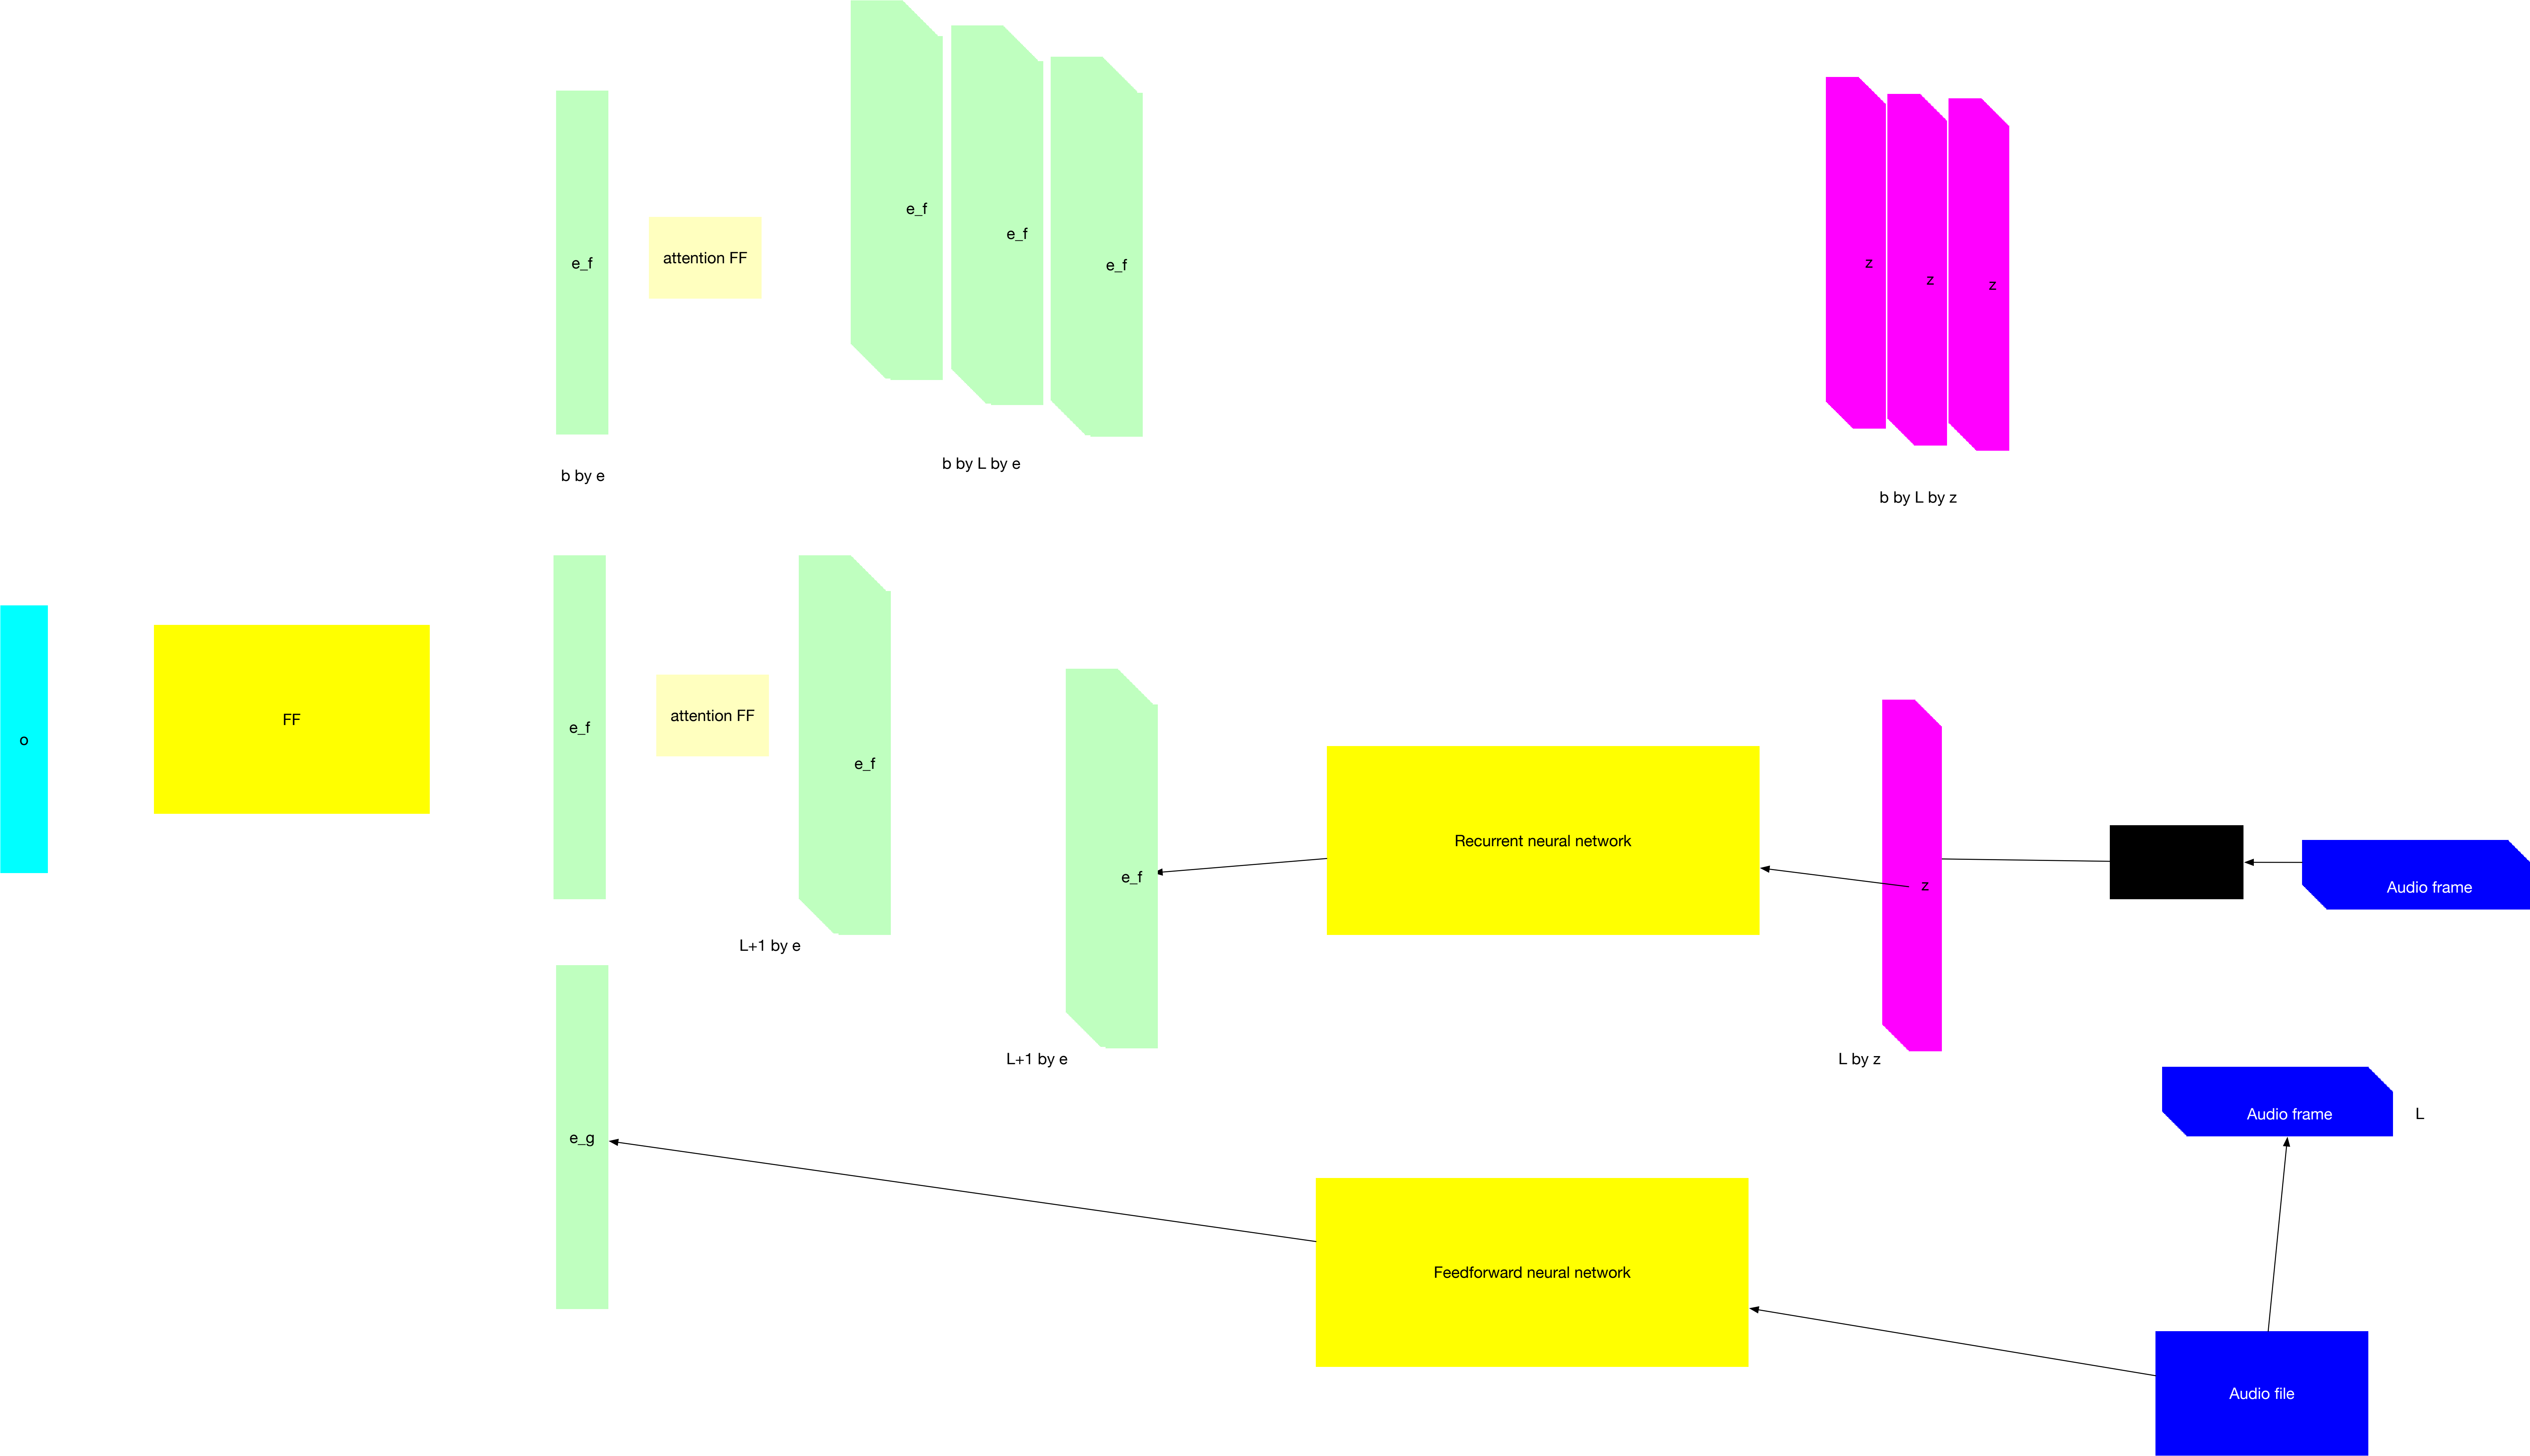 e_f
e_f
e_f
e_f
attention FF
z
z
z
b by e
b by L by e
b by L by z
o
FF
e_f
attention FF
e_f
e_f
Recurrent neural network
z
Audio frame
L+1 by e
L+1 by e
L by z
e_g
Audio frame
L
Feedforward neural network
Audio file